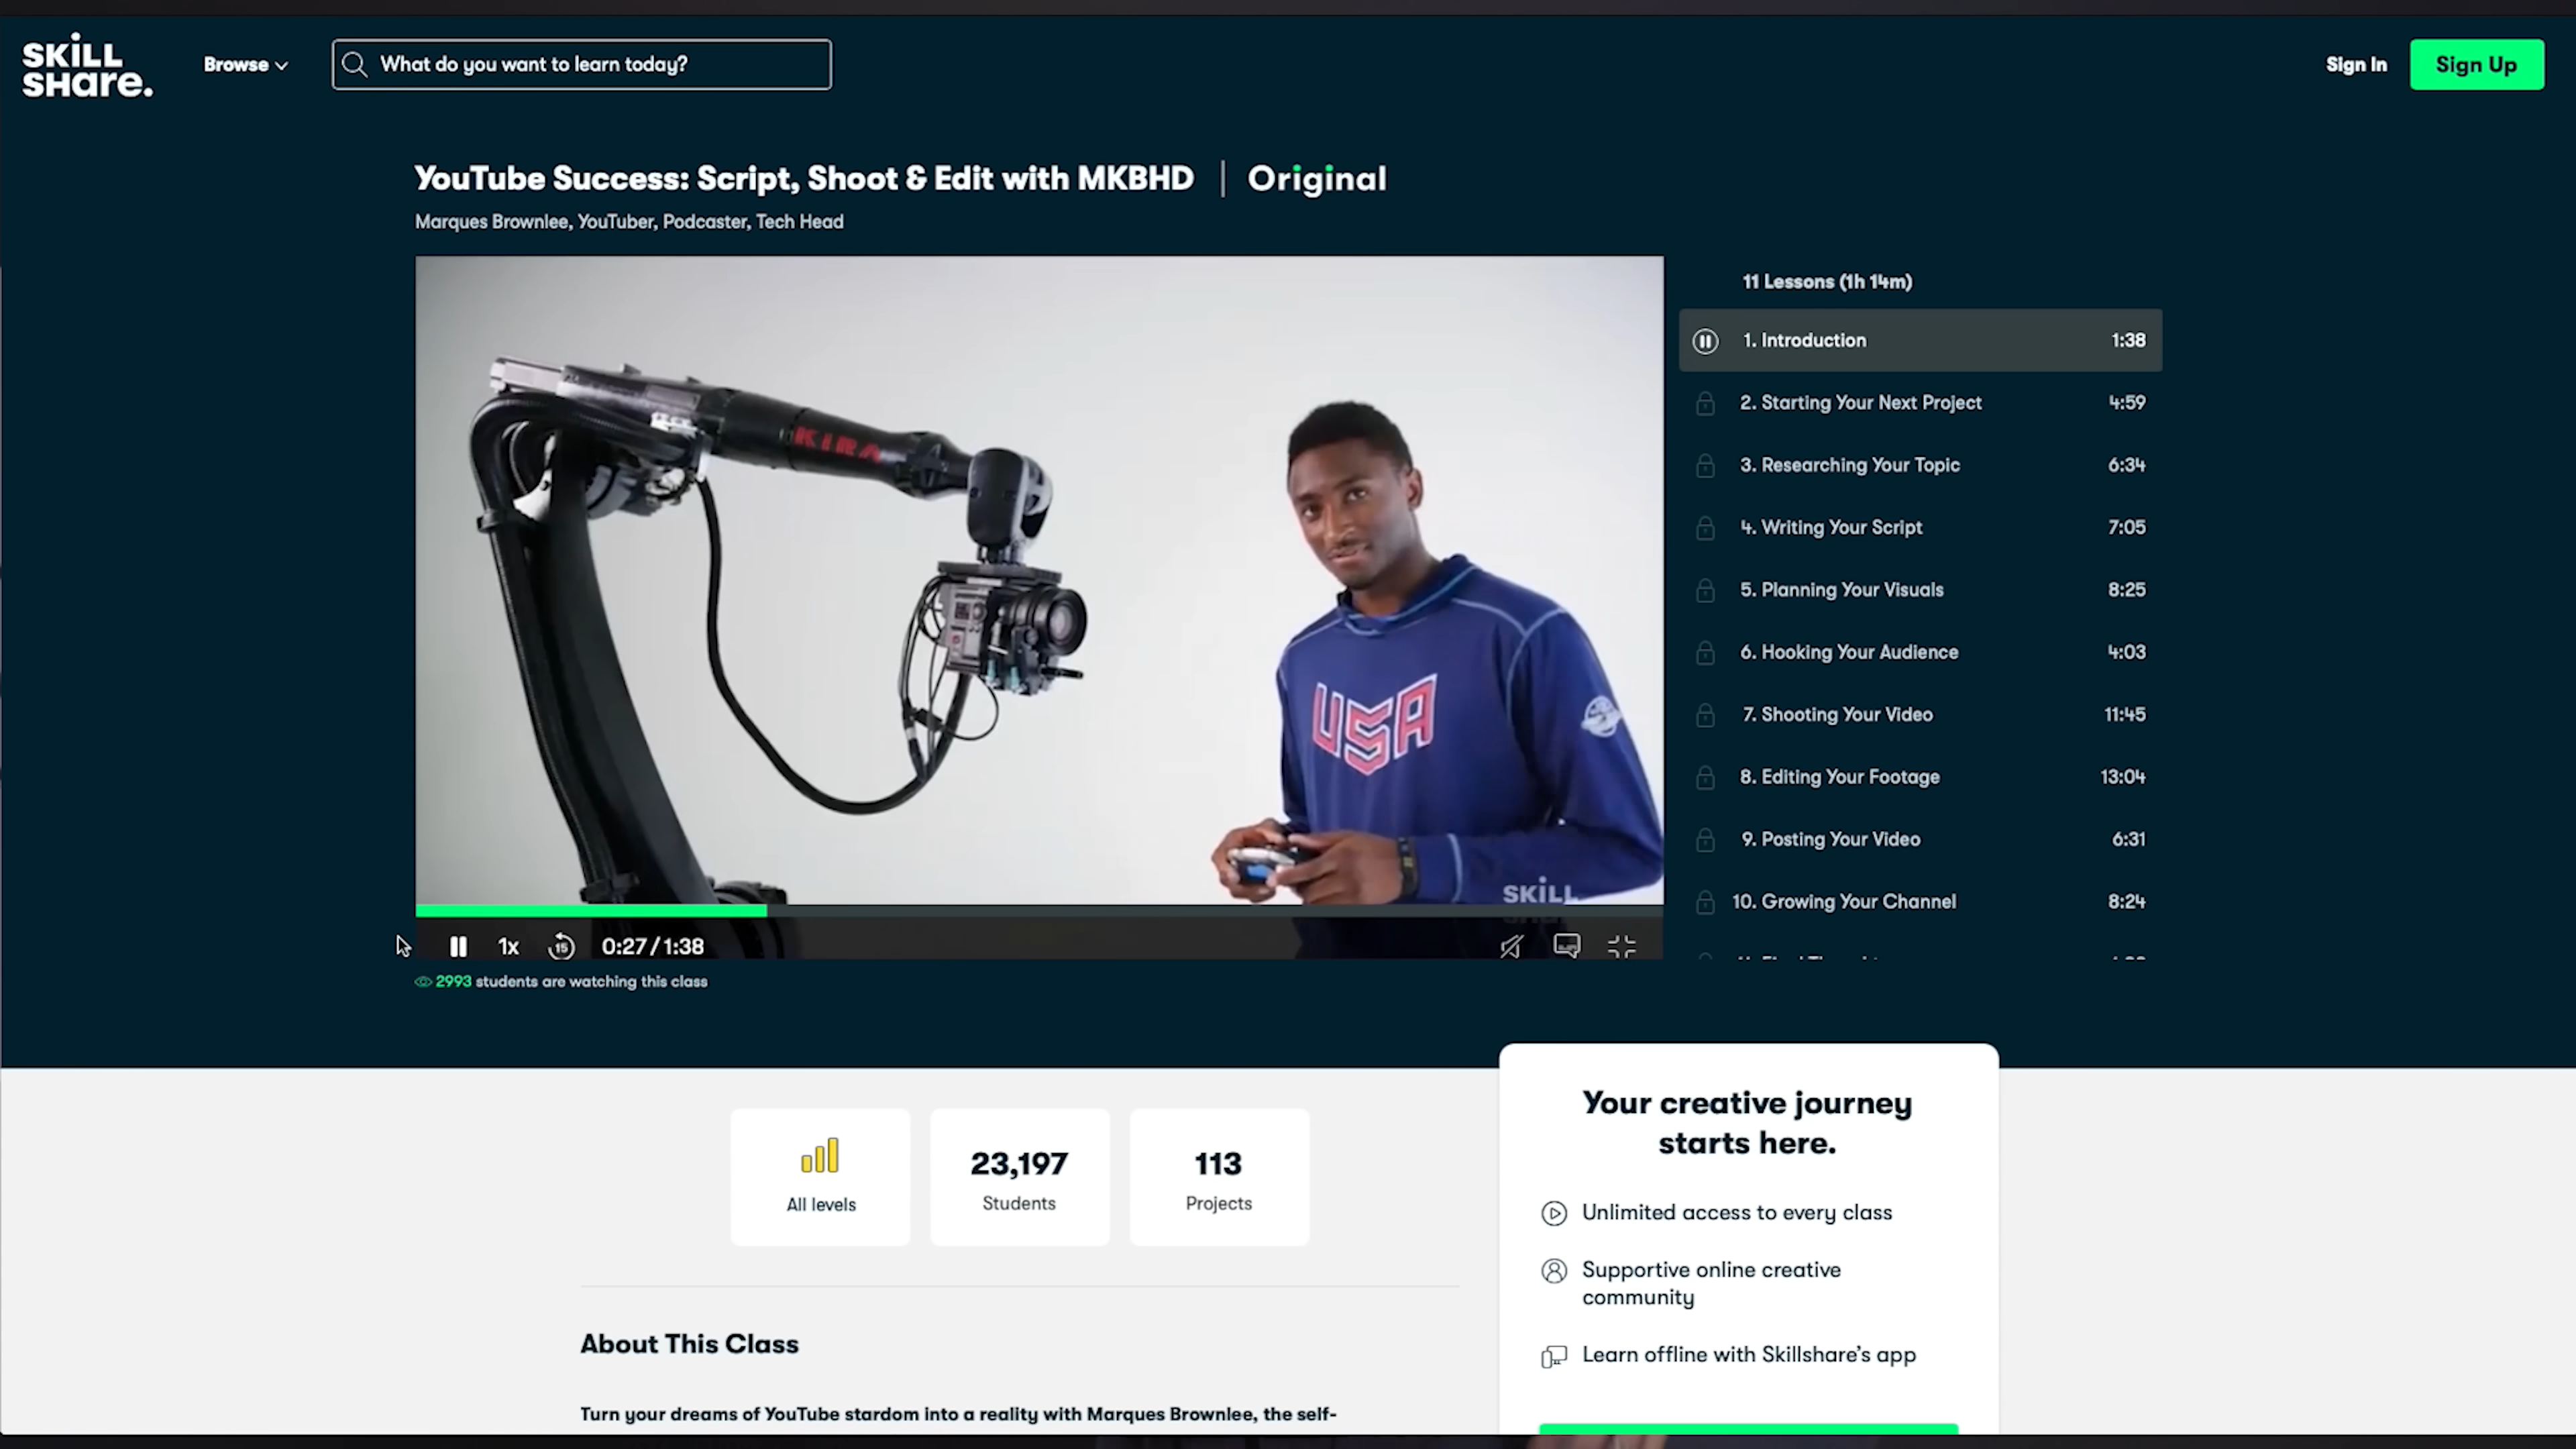 SKILL
SHARE.
Browse
What do you want to learn today?
Sign In
Sign Up
YouTube Success: Script, Shoot & Edit with MKBHD | Original
Marques Brownlee, YouTuber, Podcaster, Tech Head
KIRA
USA
SKILL
1x
15
0:27/1:38
2993 students are watching this class
11 Lessons (1h 14m)
1. Introduction 1:38
2. Starting Your Next Project 4:59
3. Researching Your Topic 6:34
4. Writing Your Script 7:05
5. Planning Your Visuals 8:25
6. Hooking Your Audience 4:03
7. Shooting Your Video 11:45
8. Editing Your Footage 13:04
9. Posting Your Video 6:31
10. Growing Your Channel 8:24
All levels
23,197
Students
113
Projects
About This Class
Turn your dreams of YouTube stardom into a reality with Marques Brownlee, the self-
Your creative journey
starts here.
Unlimited access to every class
Supportive online creative
community
Learn offline with Skillshare's app